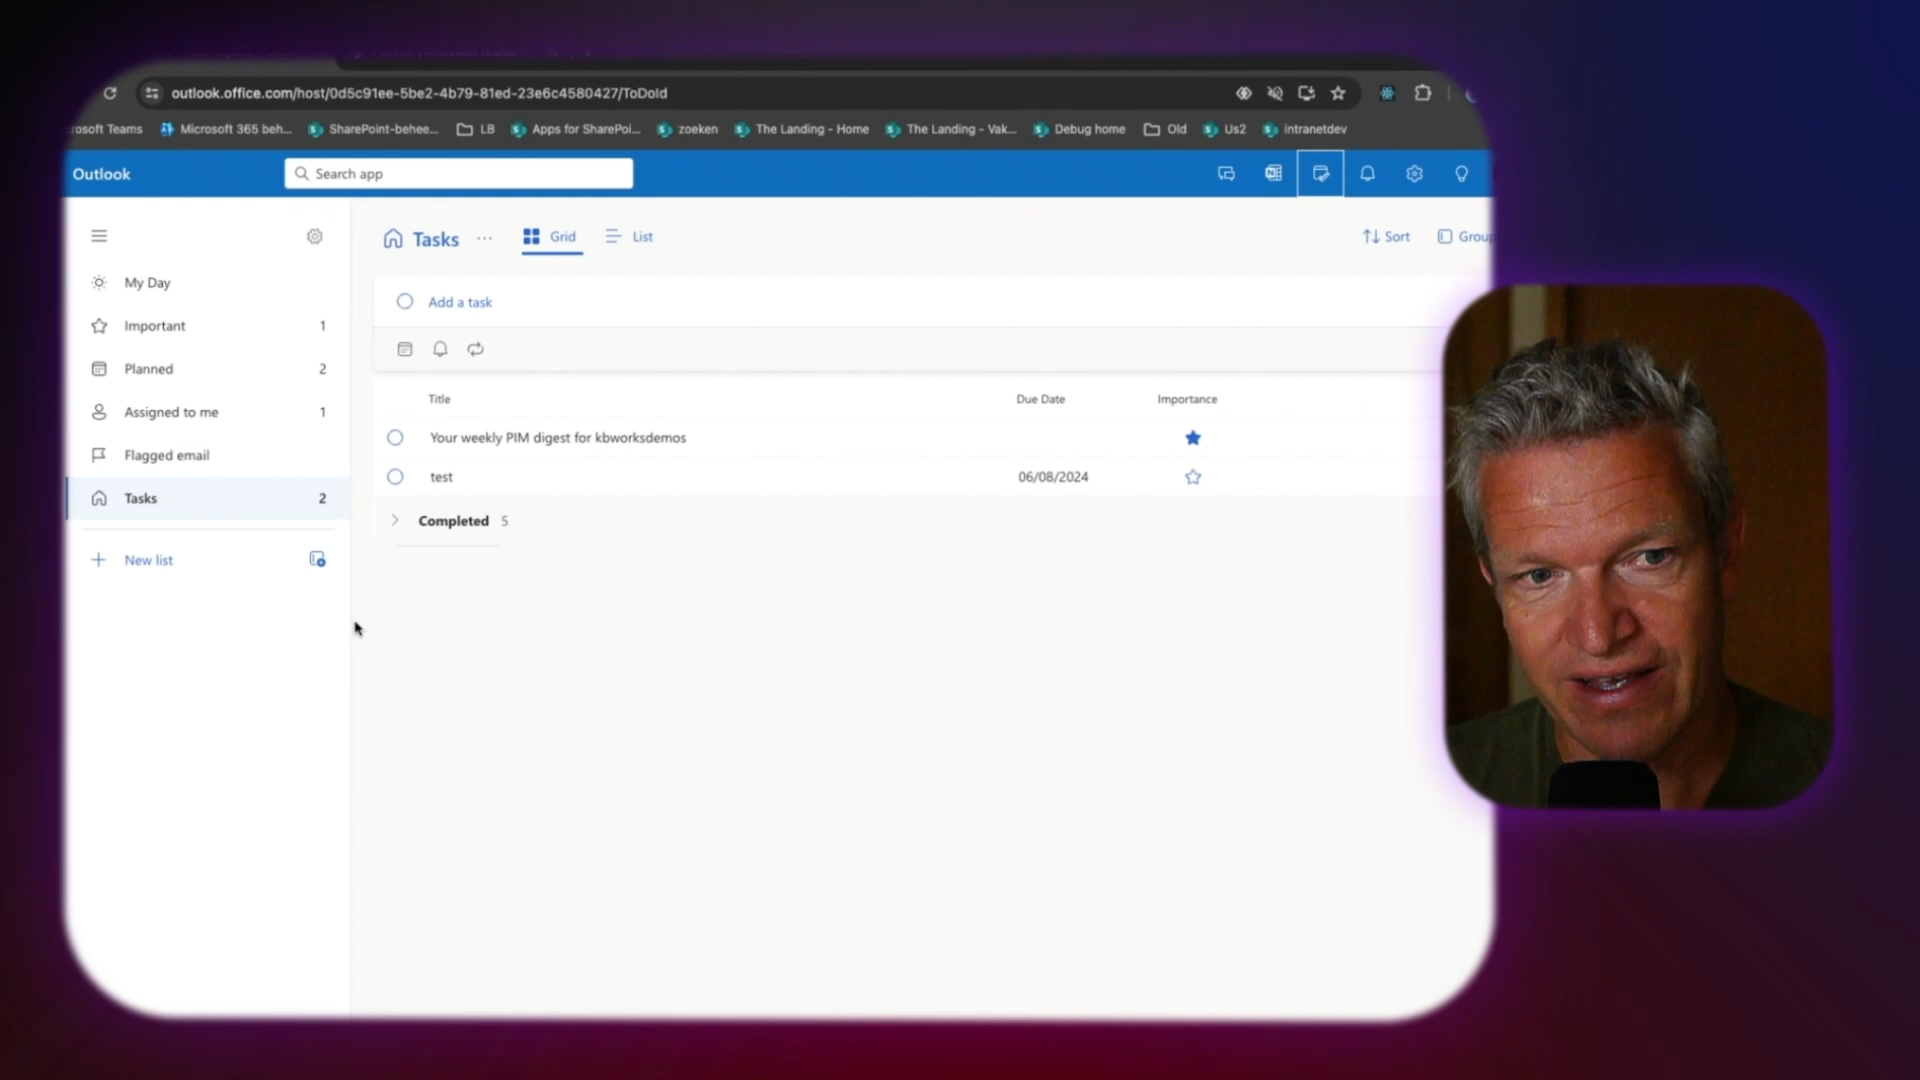 outlook.office.com/host/0d5c91ee-5be2-4b79-81ed-23e6c4580427/ToDoId
rosoft Teams Microsoft 365 beh... SharePoint-behee... LB Apps for SharePoi... zoeken The Landing - Home The Landing - Vak... Debug home Old Us2 intranetdev
Outlook Search app
Tasks ... Grid List Sort Group
My Day
Important 1
Planned 2
Assigned to me 1
Flagged email
Tasks 2
New list
Add a task
Title Due Date Importance
Your weekly PIM digest for kbworksdemos
test 06/08/2024
Completed 5